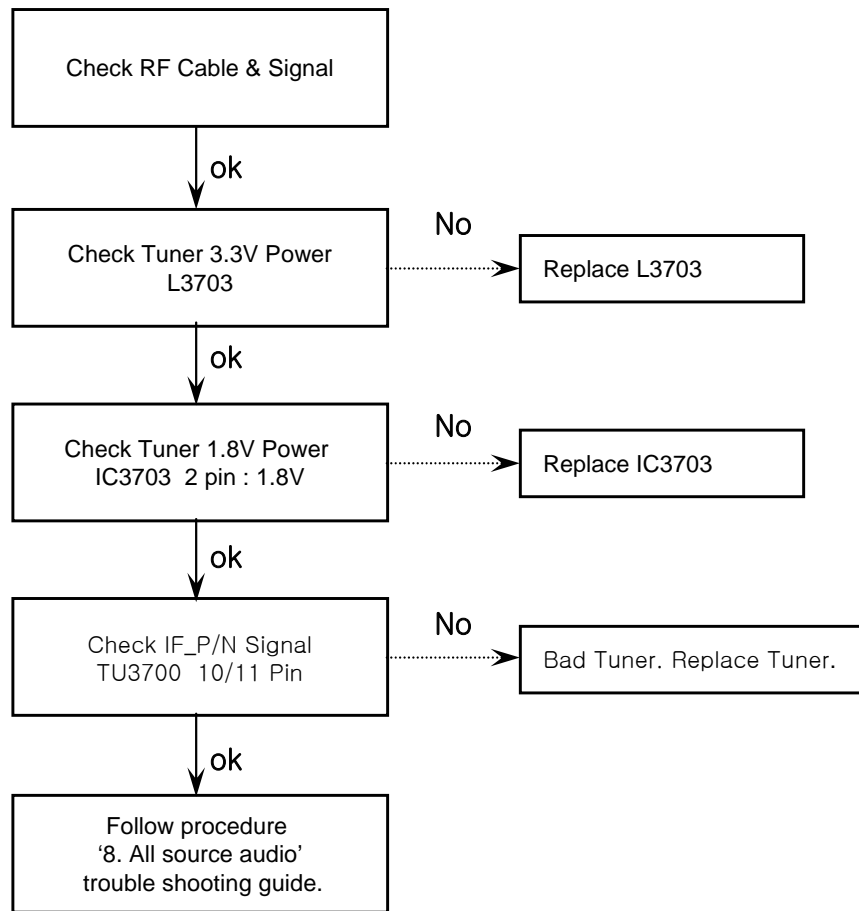 Check RF Cable & Signal
ok
Check Tuner 3.3V Power
L3703
No
Replace L3703
ok
Check Tuner 1.8V Power
IC3703 2 pin : 1.8V
No
Replace IC3703
ok
Check IF_P/N Signal
TU3700 10/11 Pin
No
Bad Tuner. Replace Tuner.
ok
Follow procedure
‘8. All source audio’
trouble shooting guide.